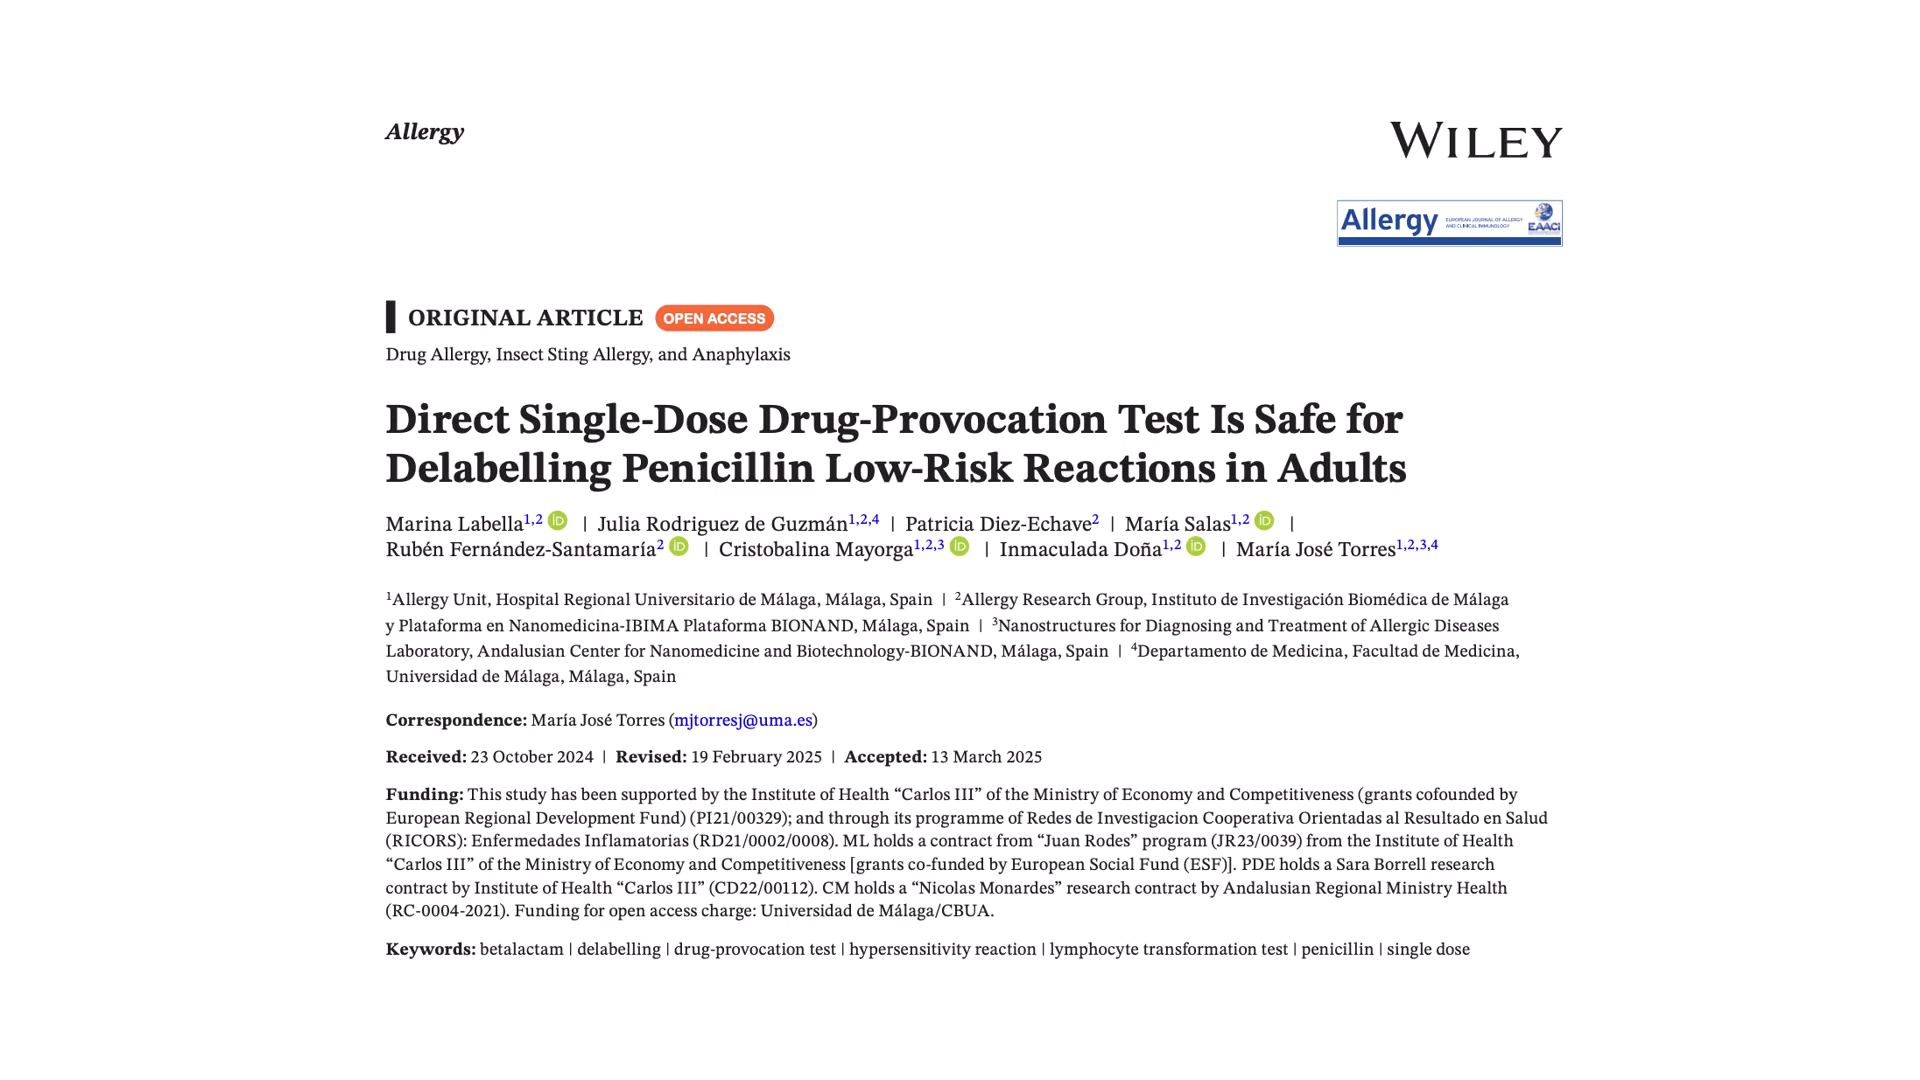 Allergy
WILEY
Allergy EUROPEAN JOURNAL OF ALLERGY AND CLINICAL IMMUNOLOGY EAACI
ORIGINAL ARTICLE OPEN ACCESS
Drug Allergy, Insect Sting Allergy, and Anaphylaxis
Direct Single-Dose Drug-Provocation Test Is Safe for
Delabelling Penicillin Low-Risk Reactions in Adults
Marina Labella1,2 iD | Julia Rodriguez de Guzmán1,2,4 | Patricia Diez-Echave2 | María Salas1,2 iD |
Rubén Fernández-Santamaría2 iD | Cristobalina Mayorga1,2,3 iD | Inmaculada Doña1,2 iD | María José Torres1,2,3,4
1Allergy Unit, Hospital Regional Universitario de Málaga, Málaga, Spain | 2Allergy Research Group, Instituto de Investigación Biomédica de Málaga
y Plataforma en Nanomedicina-IBIMA Plataforma BIONAND, Málaga, Spain | 3Nanostructures for Diagnosing and Treatment of Allergic Diseases
Laboratory, Andalusian Center for Nanomedicine and Biotechnology-BIONAND, Málaga, Spain | 4Departamento de Medicina, Facultad de Medicina,
Universidad de Málaga, Málaga, Spain
Correspondence: María José Torres (mjtorresj@uma.es)
Received: 23 October 2024 | Revised: 19 February 2025 | Accepted: 13 March 2025
Funding: This study has been supported by the Institute of Health “Carlos III” of the Ministry of Economy and Competitiveness (grants cofounded by
European Regional Development Fund) (PI21/00329); and through its programme of Redes de Investigacion Cooperativa Orientadas al Resultado en Salud
(RICORS): Enfermedades Inflamatorias (RD21/0002/0008). ML holds a contract from “Juan Rodes” program (JR23/0039) from the Institute of Health
“Carlos III” of the Ministry of Economy and Competitiveness [grants co-funded by European Social Fund (ESF)]. PDE holds a Sara Borrell research
contract by Institute of Health “Carlos III” (CD22/00112). CM holds a “Nicolas Monardes” research contract by Andalusian Regional Ministry Health
(RC-0004-2021). Funding for open access charge: Universidad de Málaga/CBUA.
Keywords: betalactam | delabelling | drug-provocation test | hypersensitivity reaction | lymphocyte transformation test | penicillin | single dose